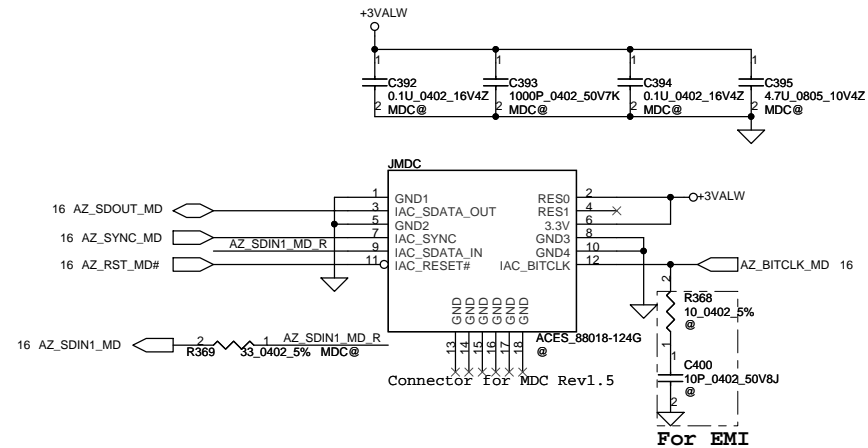 +3VALW
1 1 1 1
C392 C393 C394 C395
0.1U_0402_16V4Z 1000P_0402_50V7K 0.1U_0402_16V4Z 4.7U_0805_10V4Z
2 MDC@ 2 MDC@ 2 MDC@ 2 MDC@
JMDC
1 GND1 RES0 2 +3VALW
16 AZ_SDOUT_MD 3 IAC_SDATA_OUT RES1 4
5 GND2 3.3V 6
16 AZ_SYNC_MD 7 IAC_SYNC GND3 8
AZ_SDIN1_MD_R 9 IAC_SDATA_IN GND4 10
16 AZ_RST_MD# 11 IAC_RESET# IAC_BITCLK 12 AZ_BITCLK_MD 16
2
R368
10_0402_5%
@
1
GND GND GND GND GND GND
13 14 15 16 17 18
ACES_88018-124G
@
16 AZ_SDIN1_MD 2 1 AZ_SDIN1_MD_R
R369 33_0402_5% MDC@
Connector for MDC Rev1.5
1
C400
10P_0402_50V8J
@
2
For EMI